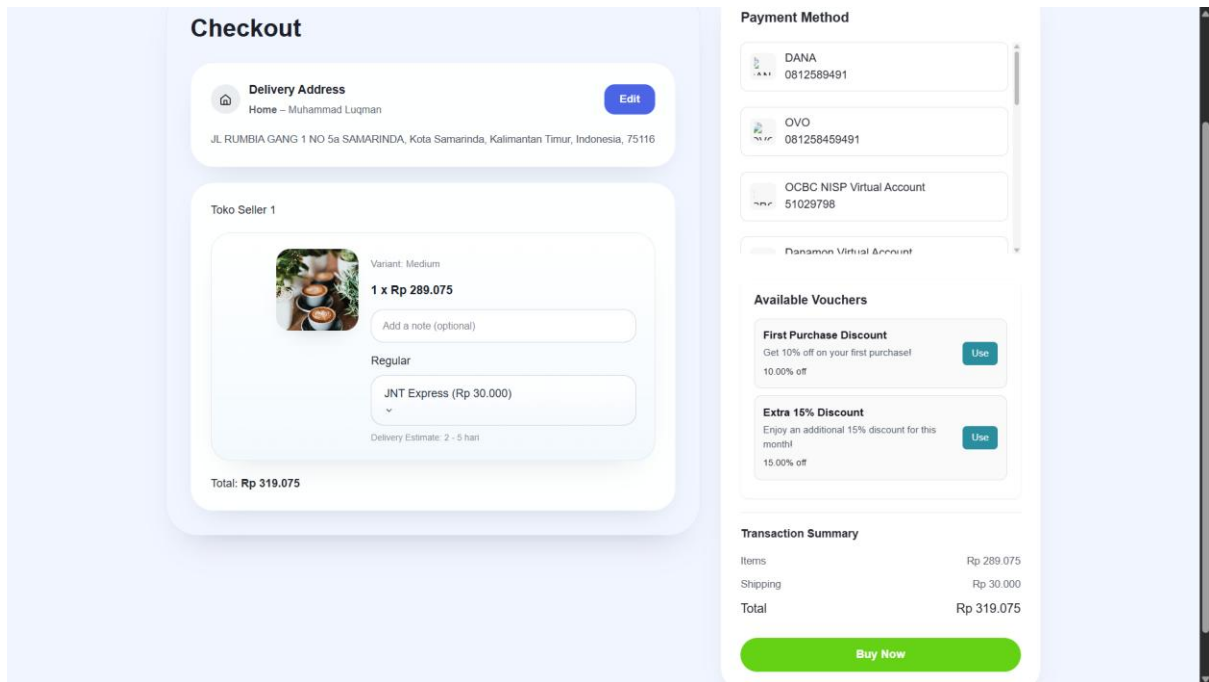 Checkout
Delivery Address
Home – Muhammad Luqman
Edit
JL RUMBIA GANG 1 NO 5a SAMARINDA, Kota Samarinda, Kalimantan Timur, Indonesia, 75116
Toko Seller 1
Variant: Medium
1 x Rp 289.075
Add a note (optional)
Regular
JNT Express (Rp 30.000)
Delivery Estimate: 2 - 5 hari
Total: Rp 319.075
Payment Method
DANA
0812589491
OVO
081258459491
OCBC NISP Virtual Account
51029798
Danamon Virtual Account
Available Vouchers
First Purchase Discount
Get 10% off on your first purchase!
10.00% off
Use
Extra 15% Discount
Enjoy an additional 15% discount for this
month!
15.00% off
Use
Transaction Summary
Items Rp 289.075
Shipping Rp 30.000
Total Rp 319.075
Buy Now